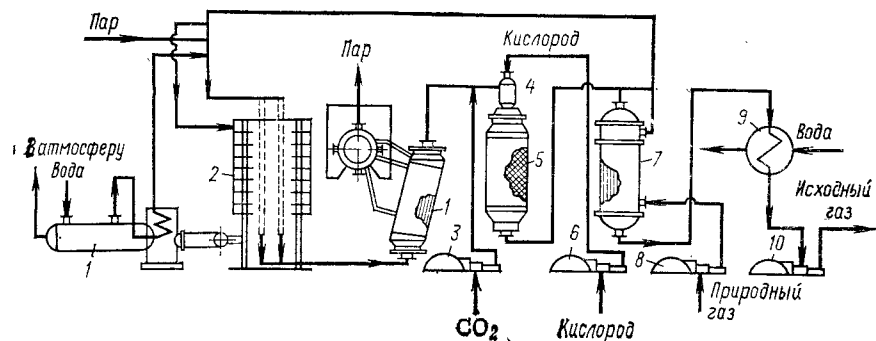 Пар
Кислород
Пар
4
9
Вода
В атмосферу
Вода
2
5
7
Исходный
газ
1
1
3
6
8
10
Природный
газ
CO2
Кислород